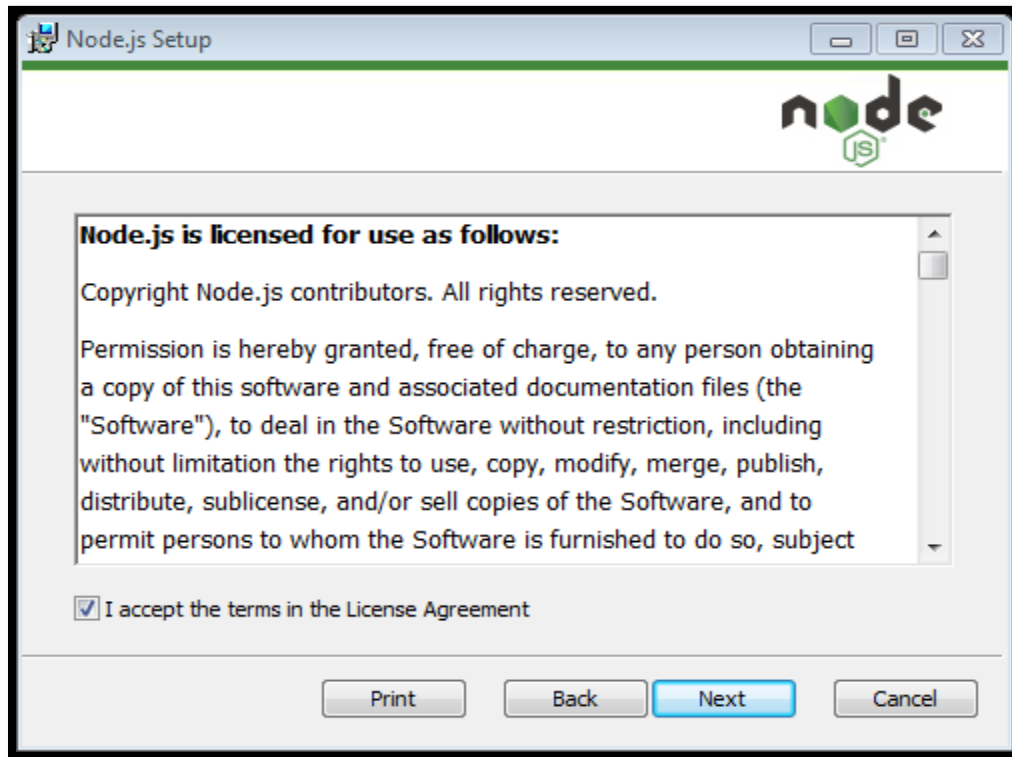 Node.js Setup
node
JS
Node.js is licensed for use as follows:
Copyright Node.js contributors. All rights reserved.
Permission is hereby granted, free of charge, to any person obtaining
a copy of this software and associated documentation files (the
"Software"), to deal in the Software without restriction, including
without limitation the rights to use, copy, modify, merge, publish,
distribute, sublicense, and/or sell copies of the Software, and to
permit persons to whom the Software is furnished to do so, subject
I accept the terms in the License Agreement
Print Back Next Cancel